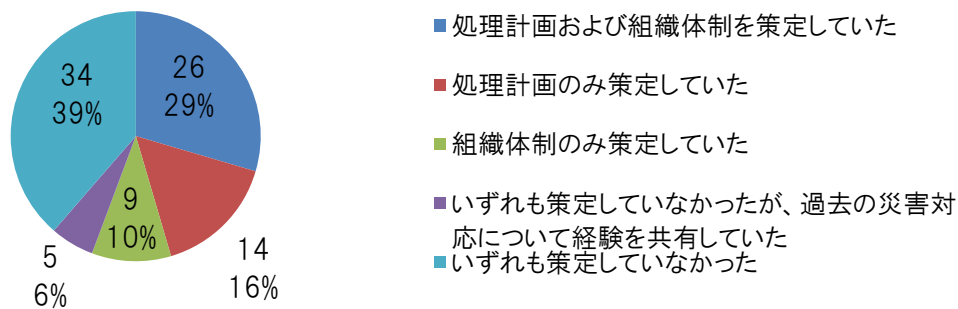 34
39%
26
29%
9
10%
5
6%
14
16%
処理計画および組織体制を策定していた
処理計画のみ策定していた
組織体制のみ策定していた
いずれも策定していなかったが、過去の災害対
応について経験を共有していた
いずれも策定していなかった